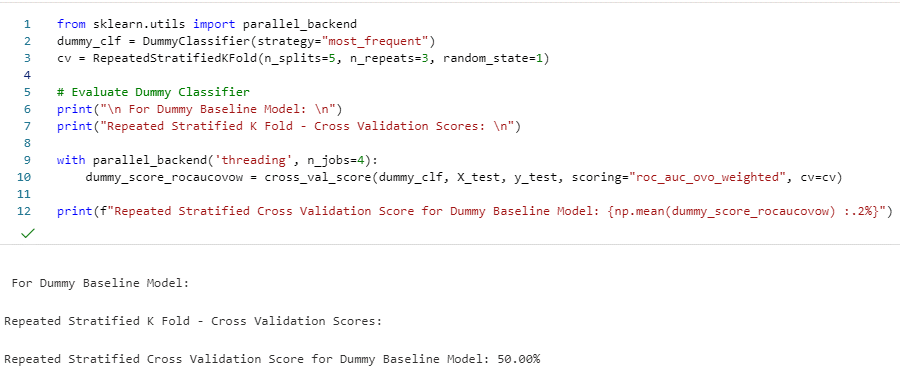 1 from sklearn.utils import parallel_backend
2 dummy_clf = DummyClassifier(strategy="most_frequent")
3 cv = RepeatedStratifiedKFold(n_splits=5, n_repeats=3, random_state=1)
4
5 # Evaluate Dummy Classifier
6 print("\n For Dummy Baseline Model: \n")
7 print("Repeated Stratified K Fold - Cross Validation Scores: \n")
8
9 with parallel_backend('threading', n_jobs=4):
10     dummy_score_rocaucovow = cross_val_score(dummy_clf, X_test, y_test, scoring="roc_auc_ovo_weighted", cv=cv)
11
12 print(f"Repeated Stratified Cross Validation Score for Dummy Baseline Model: {np.mean(dummy_score_rocaucovow) :.2%}")
For Dummy Baseline Model:
Repeated Stratified K Fold - Cross Validation Scores:
Repeated Stratified Cross Validation Score for Dummy Baseline Model: 50.00%